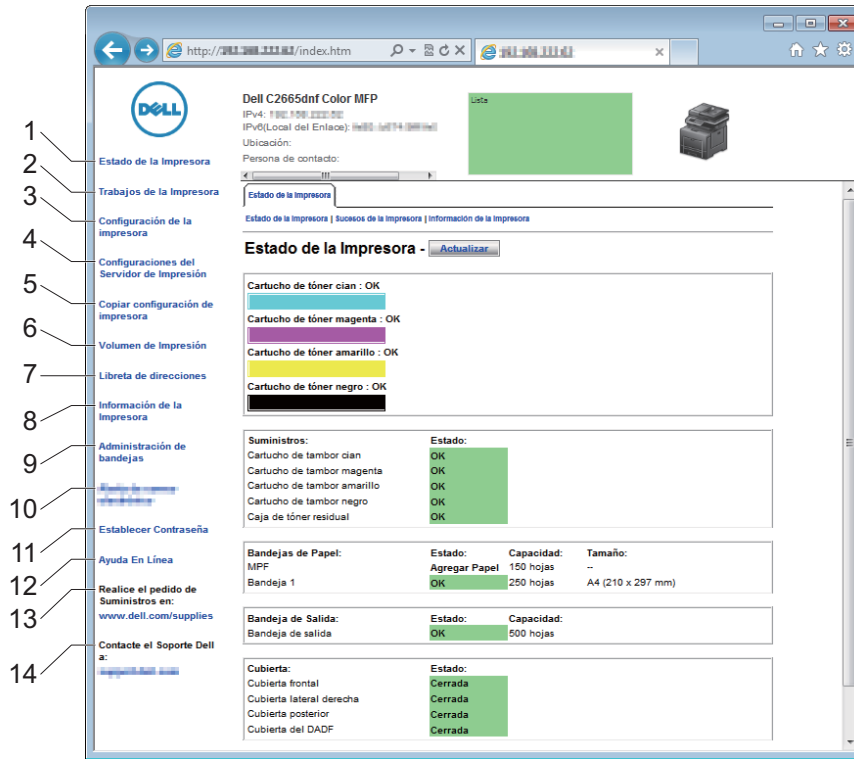 http://
/index.htm
DELL
Dell C2665dnf Color MFP
IPv4:
IPv6(Local del Enlace):
Ubicación:
Persona de contacto:
Lista
1
Estado de la Impresora
2
Trabajos de la Impresora
3
Configuración de la
impresora
4
Configuraciones del
Servidor de Impresión
5
Copiar configuración de
impresora
6
Volumen de Impresión
7
Libreta de direcciones
8
Información de la
Impresora
9
Administración de
bandejas
10
11
Establecer Contraseña
12
Ayuda En Línea
13
Realice el pedido de
Suministros en:
www.dell.com/supplies
14
Contacte el Soporte Dell
a:
Estado de la Impresora
Estado de la Impresora | Sucesos de la Impresora | Información de la Impresora
Estado de la Impresora - Actualizar
Cartucho de tóner cian : OK
Cartucho de tóner magenta : OK
Cartucho de tóner amarillo : OK
Cartucho de tóner negro : OK
Suministros: Estado:
Cartucho de tambor cian OK
Cartucho de tambor magenta OK
Cartucho de tambor amarillo OK
Cartucho de tambor negro OK
Caja de tóner residual OK
Bandejas de Papel: Estado: Capacidad: Tamaño:
MPF Agregar Papel 150 hojas --
Bandeja 1 OK 250 hojas A4 (210 x 297 mm)
Bandeja de Salida: Estado: Capacidad:
Bandeja de salida OK 500 hojas
Cubierta: Estado:
Cubierta frontal Cerrada
Cubierta lateral derecha Cerrada
Cubierta posterior Cerrada
Cubierta del DADF Cerrada